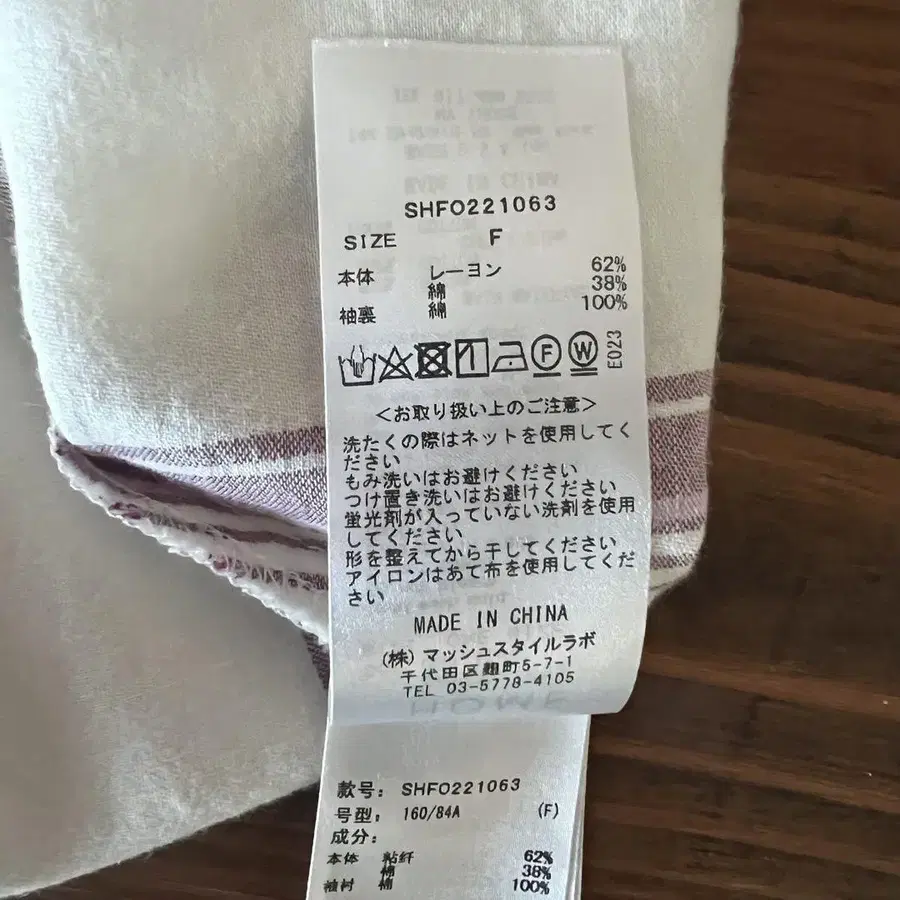 SHFO221063
SIZE F
本体 レーヨン 62%
綿 38%
袖裏 綿 100%
F W E023
<お取り扱い上のご注意>
洗たくの際はネットを使用してく
ださい
もみ洗いはお避けください
つけ置き洗いはお避けください
蛍光剤が入っていない洗剤を使用
してください
形を整えてから干してください
アイロンはあて布を使用してくだ
さい
MADE IN CHINA
(株)マッシュスタイルラボ
千代田区麹町5-7-1
TEL 03-5778-4105
HOME
款号: SHFO221063
号型: 160/84A (F)
成分:
本体 粘纤 62%
棉 38%
袖衬 棉 100%